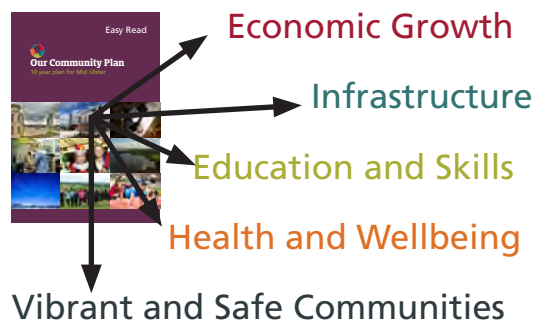 Easy Read
Our Community Plan
10 year plan for Mid Ulster
Economic Growth
Infrastructure
Education and Skills
Health and Wellbeing
Vibrant and Safe Communities